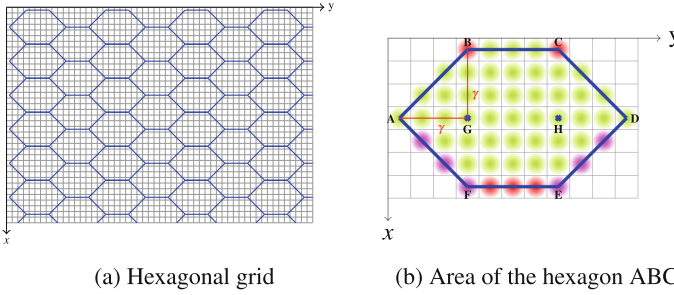 y
x
y
B
C
γ
A
G
H
D
γ
F
E
x
(a) Hexagonal grid
(b) Area of the hexagon ABC